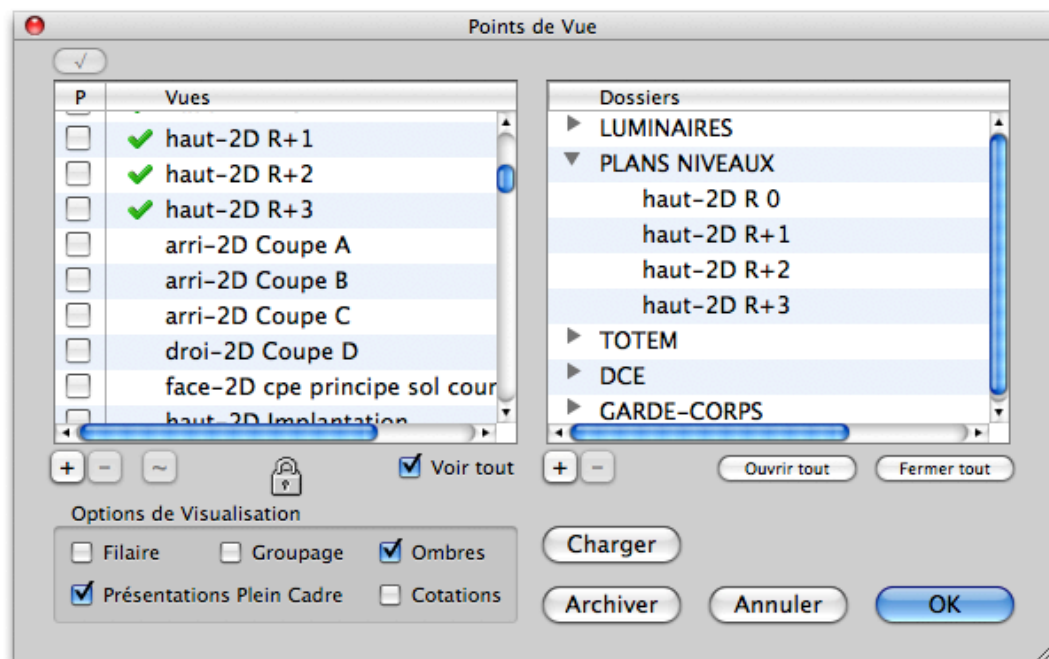 Points de Vue
√
P Vues
haut-2D R+1
haut-2D R+2
haut-2D R+3
arri-2D Coupe A
arri-2D Coupe B
arri-2D Coupe C
droi-2D Coupe D
face-2D cpe principe sol cour
haut-2D Implantation
+ - ~ Voir tout
Options de Visualisation
Filaire Groupage Ombres
Présentations Plein Cadre Cotations
Dossiers
LUMINAIRES
PLANS NIVEAUX
haut-2D R 0
haut-2D R+1
haut-2D R+2
haut-2D R+3
TOTEM
DCE
GARDE-CORPS
+ - Ouvrir tout Fermer tout
Charger
Archiver Annuler OK